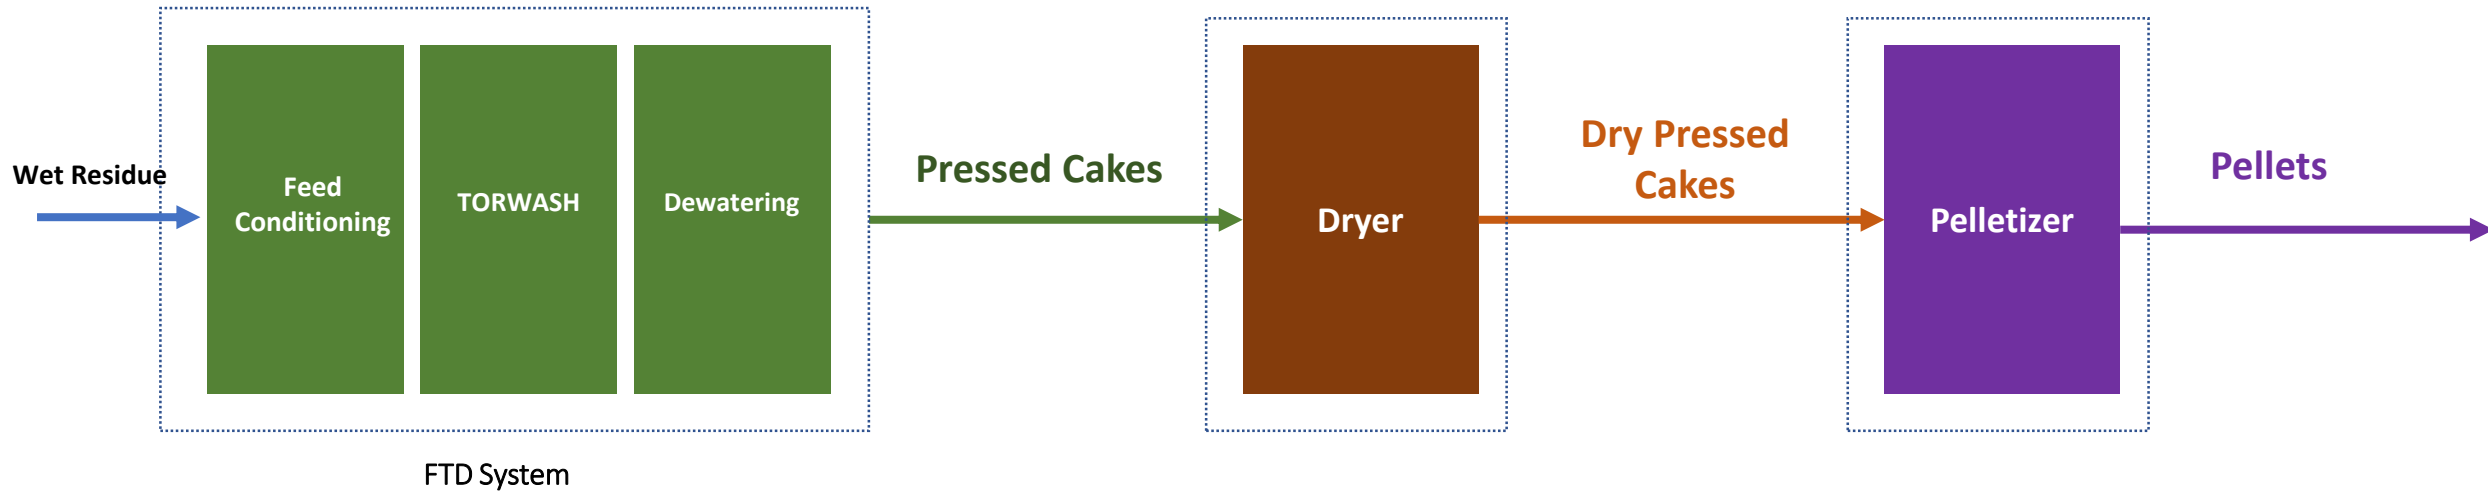 Wet Residue
Feed
Conditioning
TORWASH
Dewatering
FTD System
Pressed Cakes
Dryer
Dry Pressed
Cakes
Pelletizer
Pellets